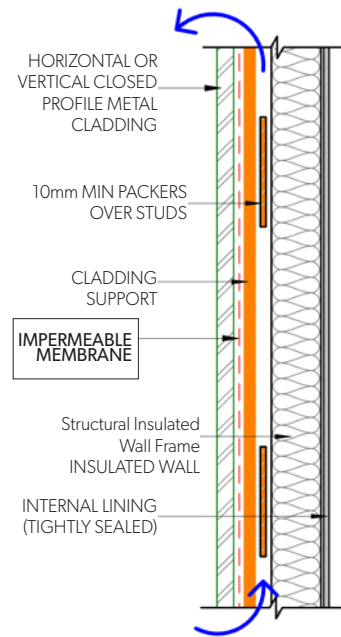 HORIZONTAL OR
VERTICAL CLOSED
PROFILE METAL
CLADDING
10mm MIN PACKERS
OVER STUDS
CLADDING
SUPPORT
IMPERMEABLE
MEMBRANE
Structural Insulated
Wall Frame
INSULATED WALL
INTERNAL LINING
(TIGHTLY SEALED)